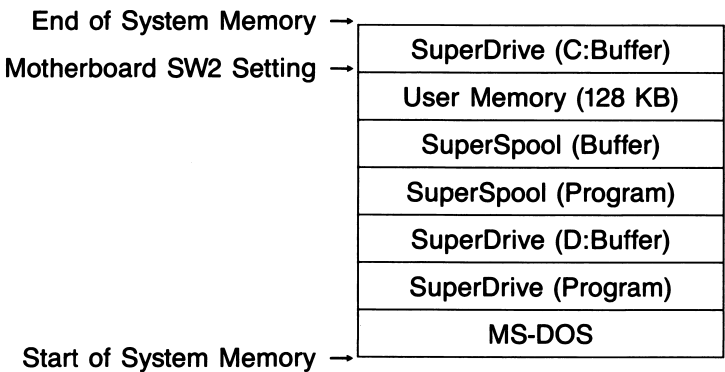 End of System Memory →
SuperDrive (C:Buffer)
Motherboard SW2 Setting →
User Memory (128 KB)
SuperSpool (Buffer)
SuperSpool (Program)
SuperDrive (D:Buffer)
SuperDrive (Program)
MS-DOS
Start of System Memory →